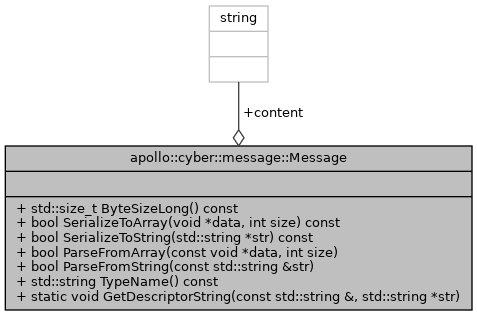 string
+content
apollo::cyber::message::Message
+ std::size_t ByteSizeLong() const
+ bool SerializeToArray(void *data, int size) const
+ bool SerializeToString(std::string *str) const
+ bool ParseFromArray(const void *data, int size)
+ bool ParseFromString(const std::string &str)
+ std::string TypeName() const
+ static void GetDescriptorString(const std::string &, std::string *str)